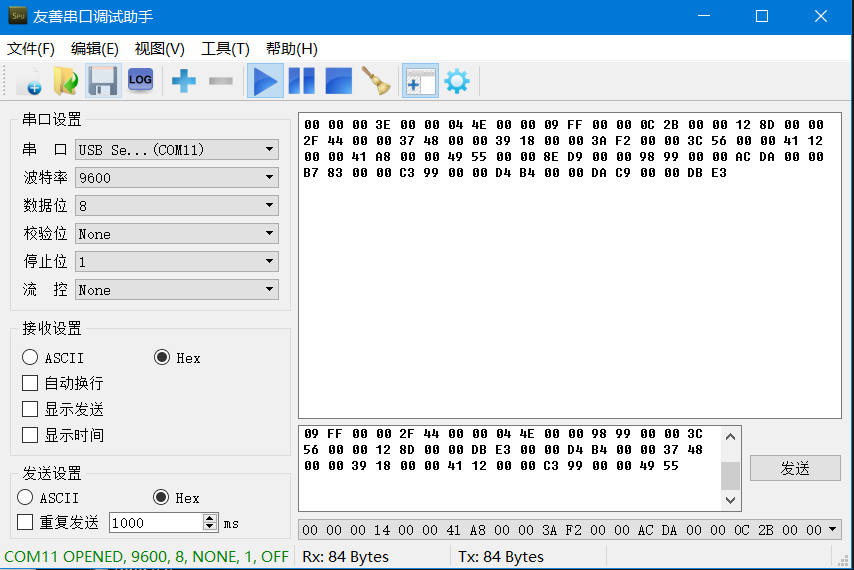 友善串口调试助手
文件(F) 编辑(E) 视图(V) 工具(T) 帮助(H)
LOG
串口设置
串 口 USB Se...(COM11)
波特率 9600
数据位 8
校验位 None
停止位 1
流 控 None
接收设置
ASCII Hex
自动换行
显示发送
显示时间
发送设置
ASCII Hex
重复发送 1000 ms
00 00 00 3E 00 00 04 4E 00 00 09 FF 00 00 0C 2B 00 00 12 8D 00 00
2F 44 00 00 37 48 00 00 39 18 00 00 3A F2 00 00 3C 56 00 00 41 12
00 00 41 A8 00 00 49 55 00 00 8E D9 00 00 98 99 00 00 AC DA 00 00
B7 83 00 00 C3 99 00 00 D4 B4 00 00 DA C9 00 00 DB E3
09 FF 00 00 2F 44 00 00 04 4E 00 00 98 99 00 00 3C
56 00 00 12 8D 00 00 DB E3 00 00 D4 B4 00 00 37 48
00 00 39 18 00 00 41 12 00 00 C3 99 00 00 49 55
发送
00 00 00 14 00 00 41 A8 00 00 3A F2 00 00 AC DA 00 00 0C 2B 00 00
COM11 OPENED, 9600, 8, NONE, 1, OFF Rx: 84 Bytes Tx: 84 Bytes